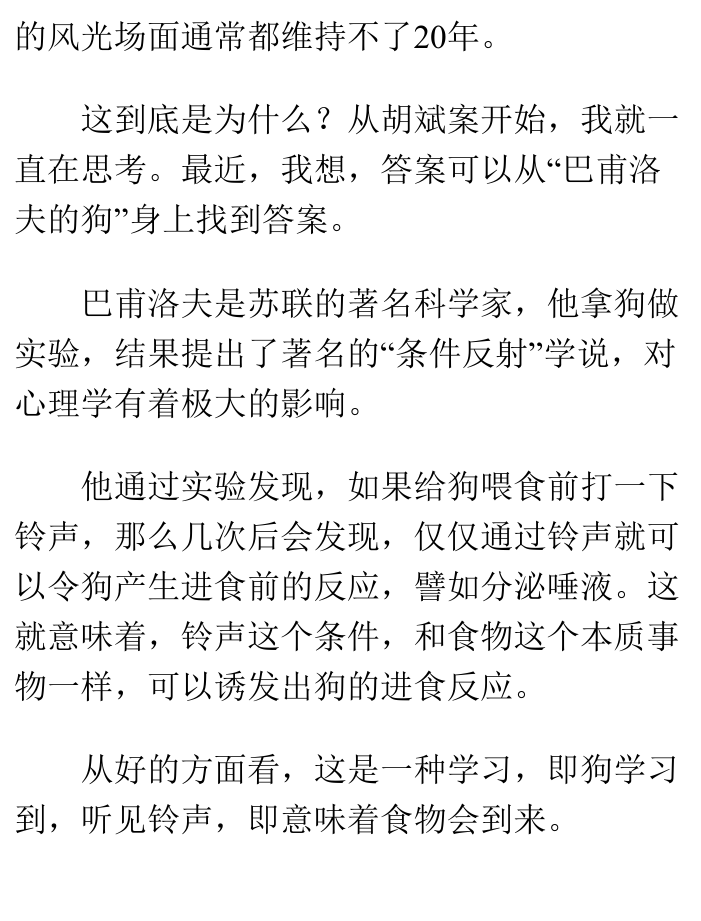 的风光场面通常都维持不了20年。
这到底是为什么？从胡斌案开始，我就一
直在思考。最近，我想，答案可以从“巴甫洛
夫的狗”身上找到答案。
巴甫洛夫是苏联的著名科学家，他拿狗做
实验，结果提出了著名的“条件反射”学说，对
心理学有着极大的影响。
他通过实验发现，如果给狗喂食前打一下
铃声，那么几次后会发现，仅仅通过铃声就可
以令狗产生进食前的反应，譬如分泌唾液。这
就意味着，铃声这个条件，和食物这个本质事
物一样，可以诱发出狗的进食反应。
从好的方面看，这是一种学习，即狗学习
到，听见铃声，即意味着食物会到来。